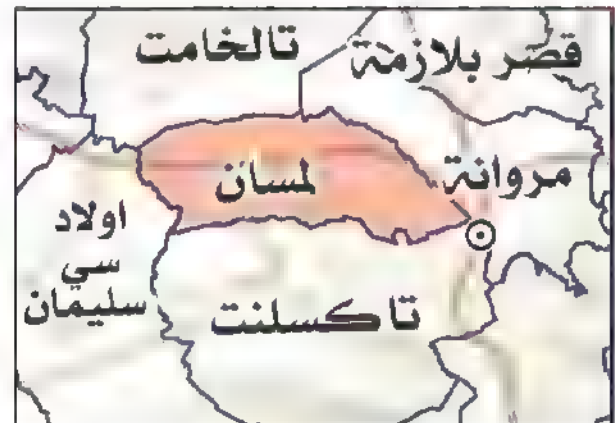 تالخامت
قصر بلازمة
لمسان
مروانة
اولاد
سي
سليمان
تاكسلنت